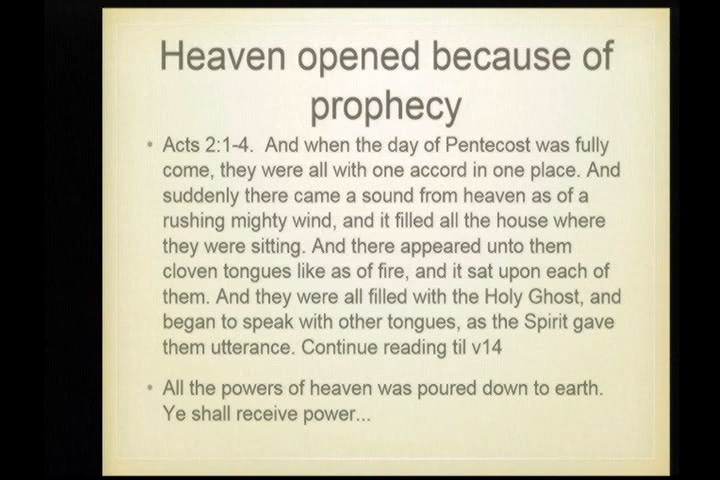 Heaven opened because of
prophecy
• Acts 2:1-4. And when the day of Pentecost was fully
come, they were all with one accord in one place. And
suddenly there came a sound from heaven as of a
rushing mighty wind, and it filled all the house where
they were sitting. And there appeared unto them
cloven tongues like as of fire, and it sat upon each of
them. And they were all filled with the Holy Ghost, and
began to speak with other tongues, as the Spirit gave
them utterance. Continue reading til v14
• All the powers of heaven was poured down to earth.
Ye shall receive power...